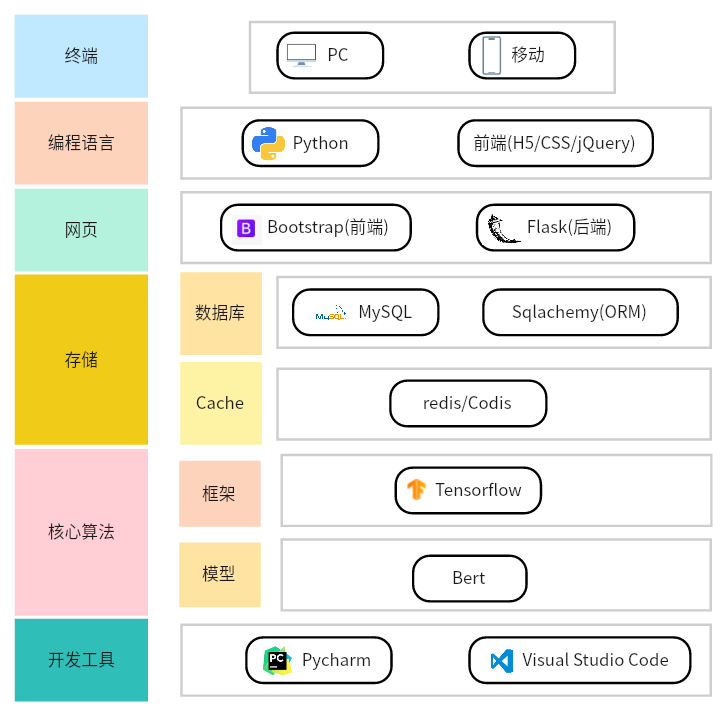 终端
PC
移动
编程语言
Python
前端(H5/CSS/jQuery)
网页
B
Bootstrap(前端)
Flask(后端)
存储
数据库
MySQL
MySQL
Sqlachemy(ORM)
Cache
redis/Codis
核心算法
框架
Tensorflow
模型
Bert
开发工具
PC
Pycharm
Visual Studio Code